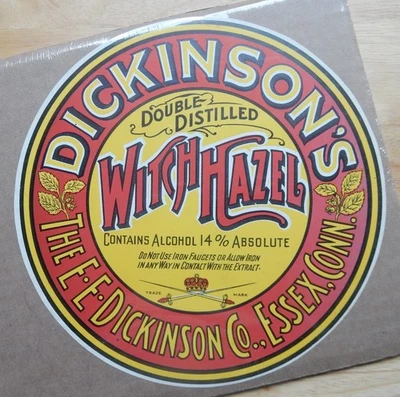 DICKINSON'S
DOUBLE-
DISTILLED
WITCH HAZEL
CONTAINS ALCOHOL 14% ABSOLUTE
DO NOT USE IRON FAUCETS OR ALLOW IRON
IN ANY WAY IN CONTACT WITH THE EXTRACT.
TRADE MARK
THE E.E. DICKINSON CO., ESSEX, CONN.